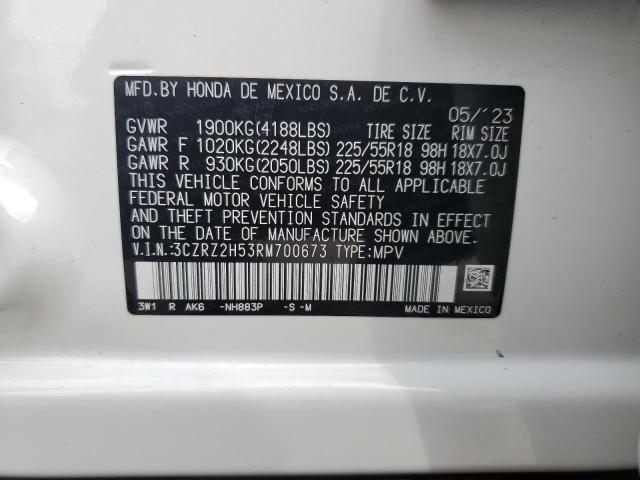 MFD.BY HONDA DE MEXICO S.A. DE C.V.
05/'23
GVWR 1900KG(4188LBS) TIRE SIZE RIM SIZE
GAWR F 1020KG(2248LBS) 225/55R18 98H 18X7.0J
GAWR R 930KG(2050LBS) 225/55R18 98H 18X7.0J
THIS VEHICLE CONFORMS TO ALL APPLICABLE
FEDERAL MOTOR VEHICLE SAFETY
AND THEFT PREVENTION STANDARDS IN EFFECT
ON THE DATE OF MANUFACTURE SHOWN ABOVE.
V.I.N.:3CZRZ2H53RM700673 TYPE:MPV
3W1 R AK6 -NH883P -S-M
MADE IN MEXICO